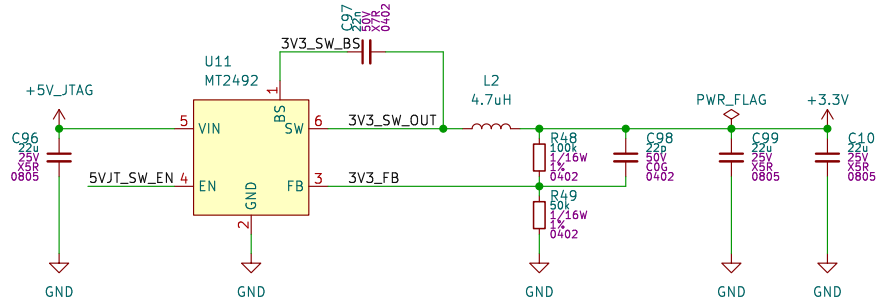 C97
22n
50V
X7R
0402
3V3_SW_BS
U11
MT2492
+5V_JTAG
1
BS
L2
4.7uH
PWR_FLAG
+3.3V
5
VIN
SW
6
3V3_SW_OUT
C96
22u
25V
X5R
0805
R48
100k
1/16W
1%
0402
C98
22p
50V
C0G
0402
C99
22u
25V
X5R
0805
C10
22u
25V
X5R
0805
5VJT_SW_EN
4
EN
GND
FB
3
3V3_FB
2
R49
50k
1/16W
1%
0402
GND
GND
GND
GND
GND